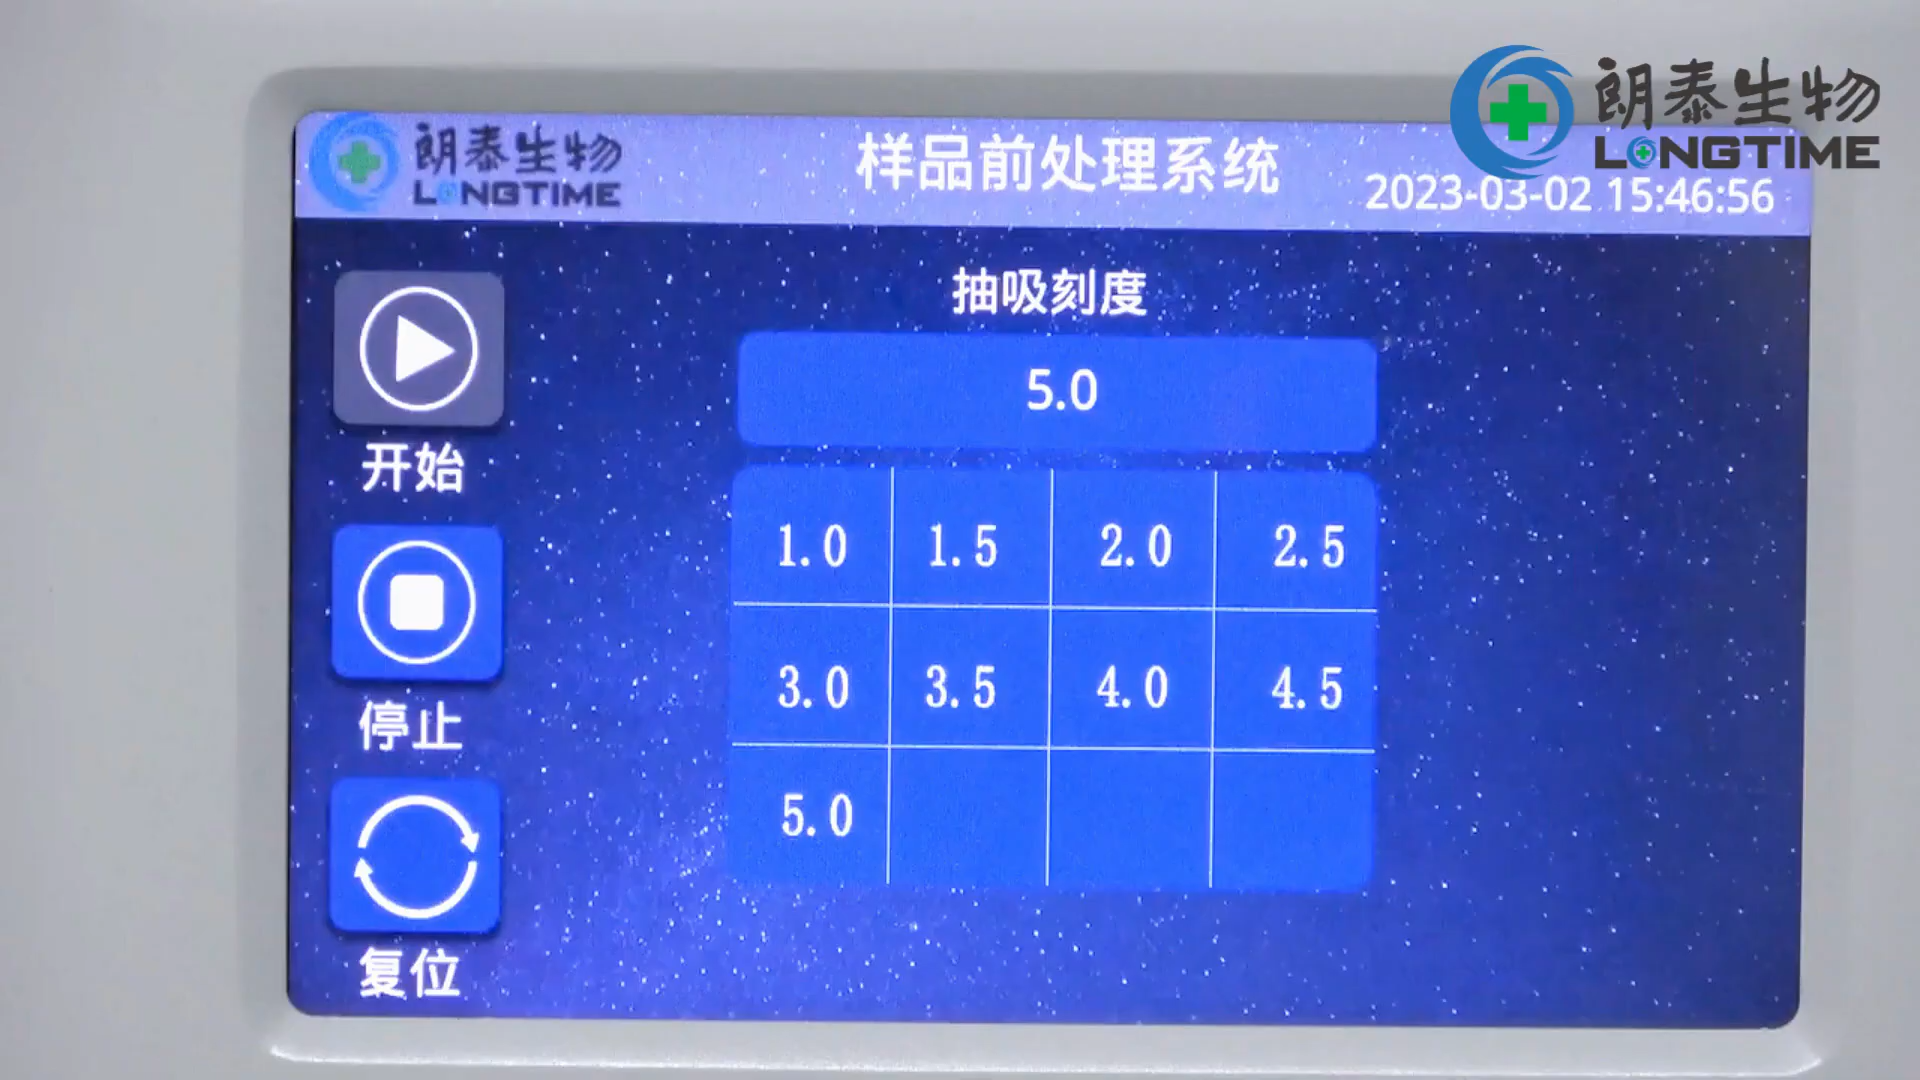 朗泰生物
LONGTIME
朗泰生物
LONGTIME
样品前处理系统
2023-03-02 15:46:56
抽吸刻度
5.0
开始
1.0 1.5 2.0 2.5
停止
3.0 3.5 4.0 4.5
5.0
复位